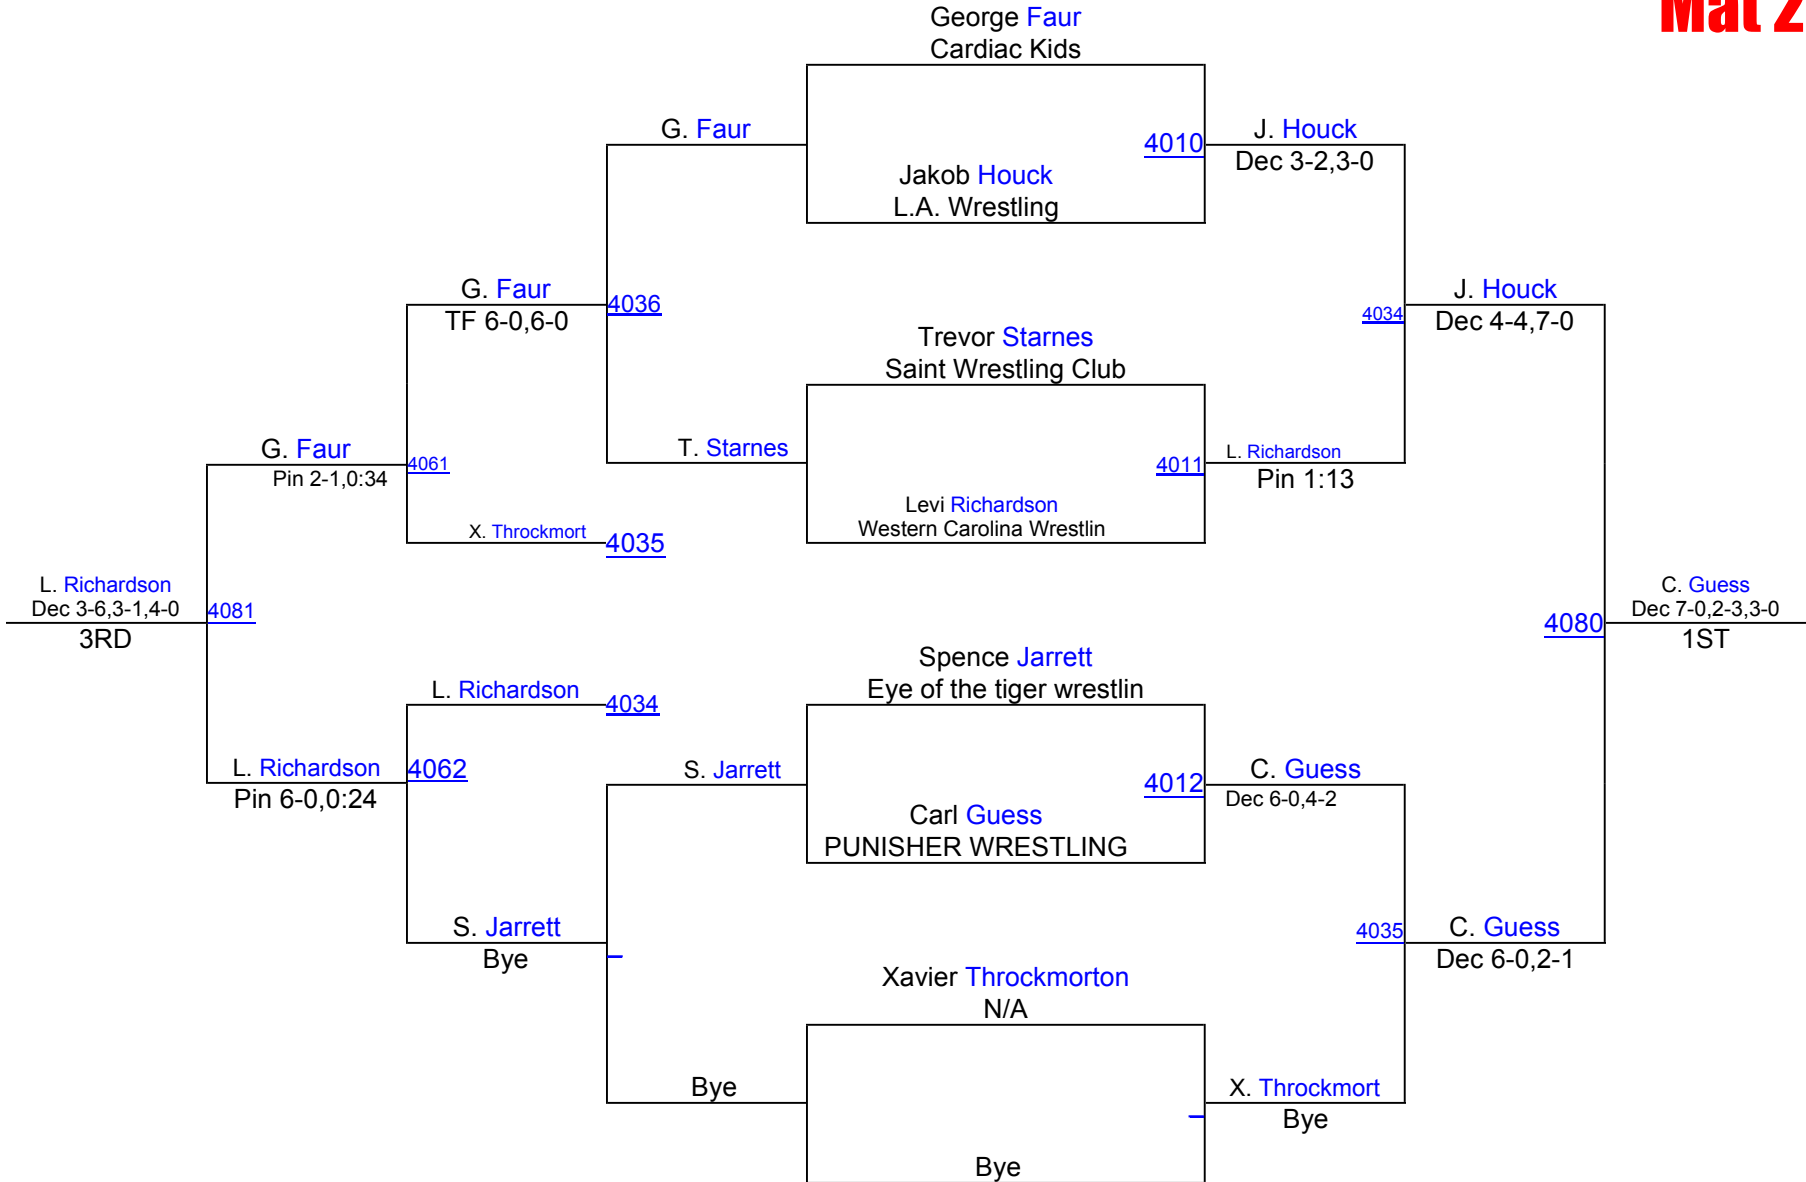 George Faur
Cardiac Kids
Mat 2
G. Faur
4010
J. Houck
Dec 3-2,3-0
Jakob Houck
L.A. Wrestling
G. Faur
TF 6-0,6-0
4036
4034
J. Houck
Dec 4-4,7-0
Trevor Starnes
Saint Wrestling Club
G. Faur
Pin 2-1,0:34
4061
T. Starnes
4011
L. Richardson
Pin 1:13
Levi Richardson
Western Carolina Wrestlin
X. Throckmort
4035
L. Richardson
Dec 3-6,3-1,4-0
3RD
4081
4080
C. Guess
Dec 7-0,2-3,3-0
1ST
Spence Jarrett
Eye of the tiger wrestlin
L. Richardson
4034
L. Richardson
Pin 6-0,0:24
4062
S. Jarrett
4012
C. Guess
Dec 6-0,4-2
Carl Guess
PUNISHER WRESTLING
S. Jarrett
Bye
4035
C. Guess
Dec 6-0,2-1
Xavier Throckmorton
N/A
Bye
X. Throckmort
Bye
Bye